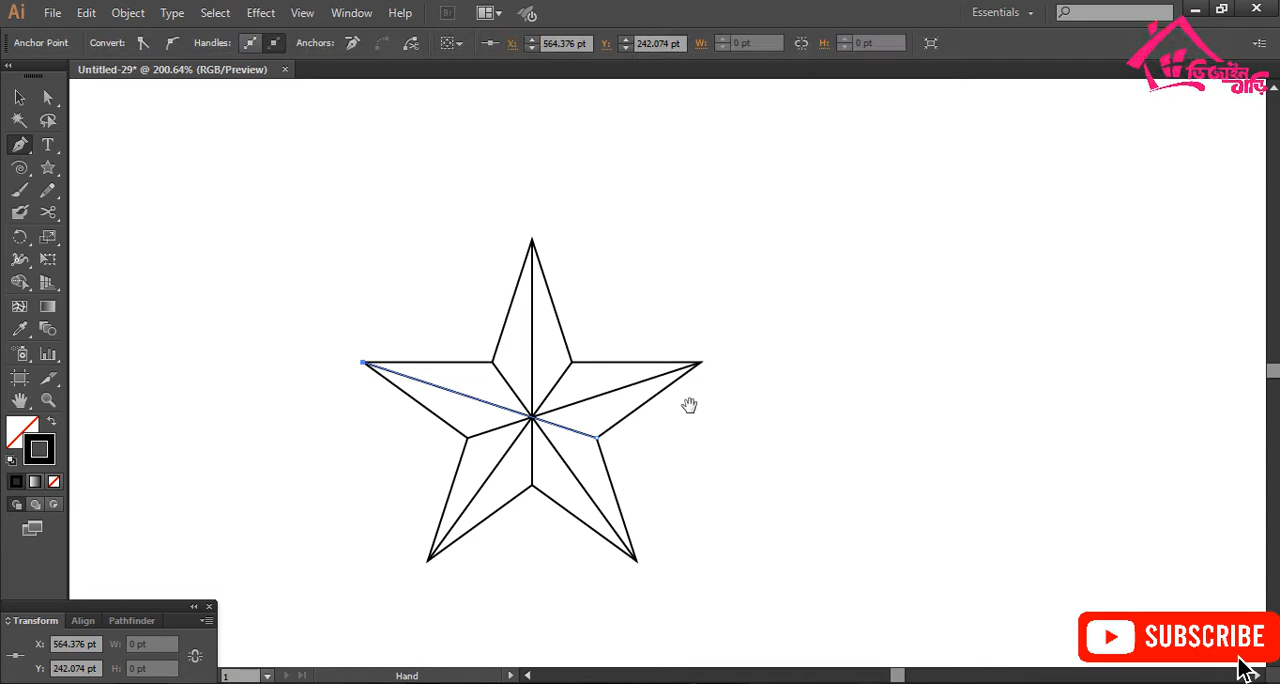 Ai File Edit Object Type Select Effect View Window Help Br Essentials
Anchor Point Convert: Handles: Anchors: X: 564.376 pt Y: 242.074 pt W: 0 pt H: 0 pt
ডিজাইন
বাড়ি
Untitled-29* @ 200.64% (RGB/Preview) ×
T
Transform Align Pathfinder
X: 564.376 pt W: 0 pt
Y: 242.074 pt H: 0 pt
SUBSCRIBE
1 Hand